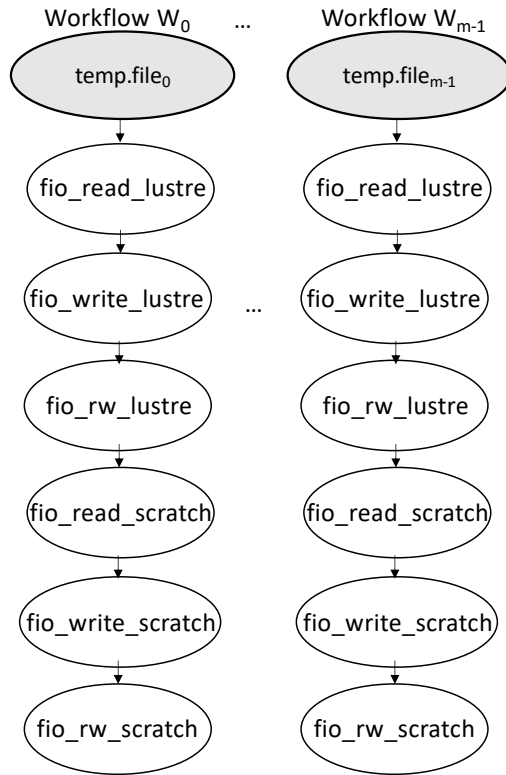 Workflow W₀ ... Workflow Wₘ₋₁
temp.file₀ temp.fileₘ₋₁
fio_read_lustre fio_read_lustre
fio_write_lustre ... fio_write_lustre
fio_rw_lustre fio_rw_lustre
fio_read_scratch fio_read_scratch
fio_write_scratch fio_write_scratch
fio_rw_scratch fio_rw_scratch